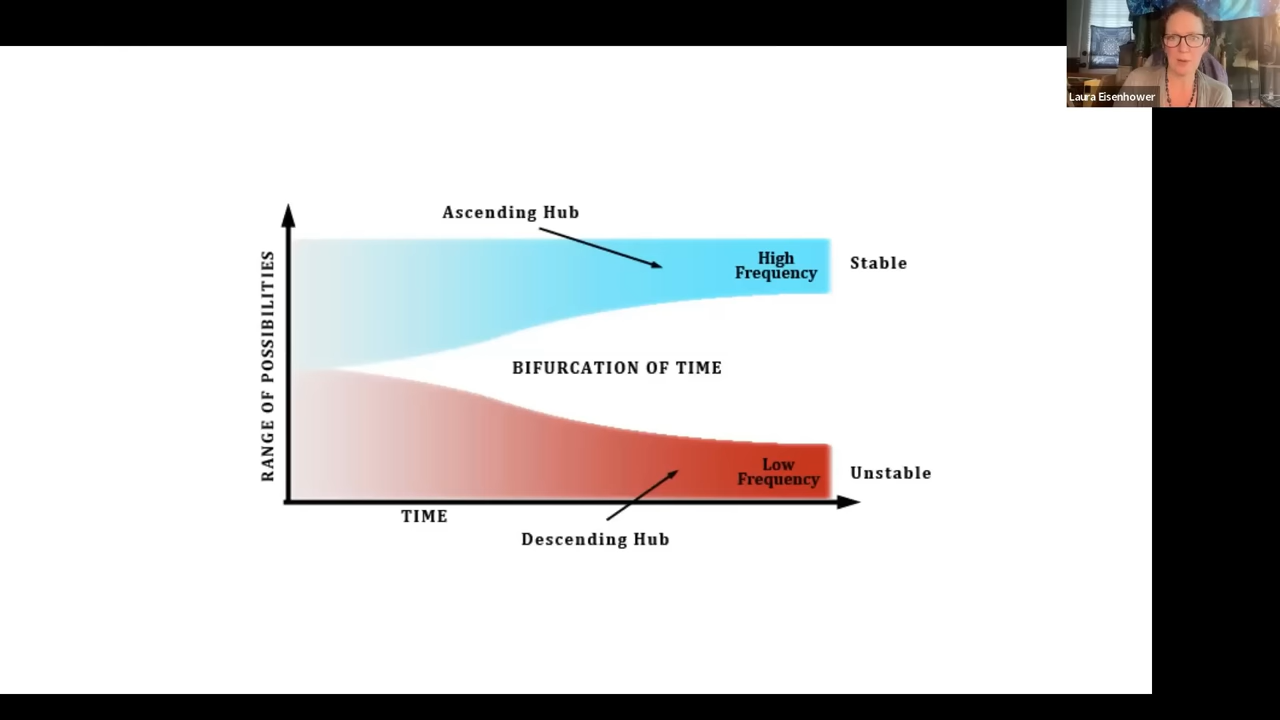 Laura Eisenhower
Ascending Hub
High
Frequency
Stable
RANGE OF POSSIBILITIES
BIFURCATION OF TIME
Low
Frequency
Unstable
TIME
Descending Hub